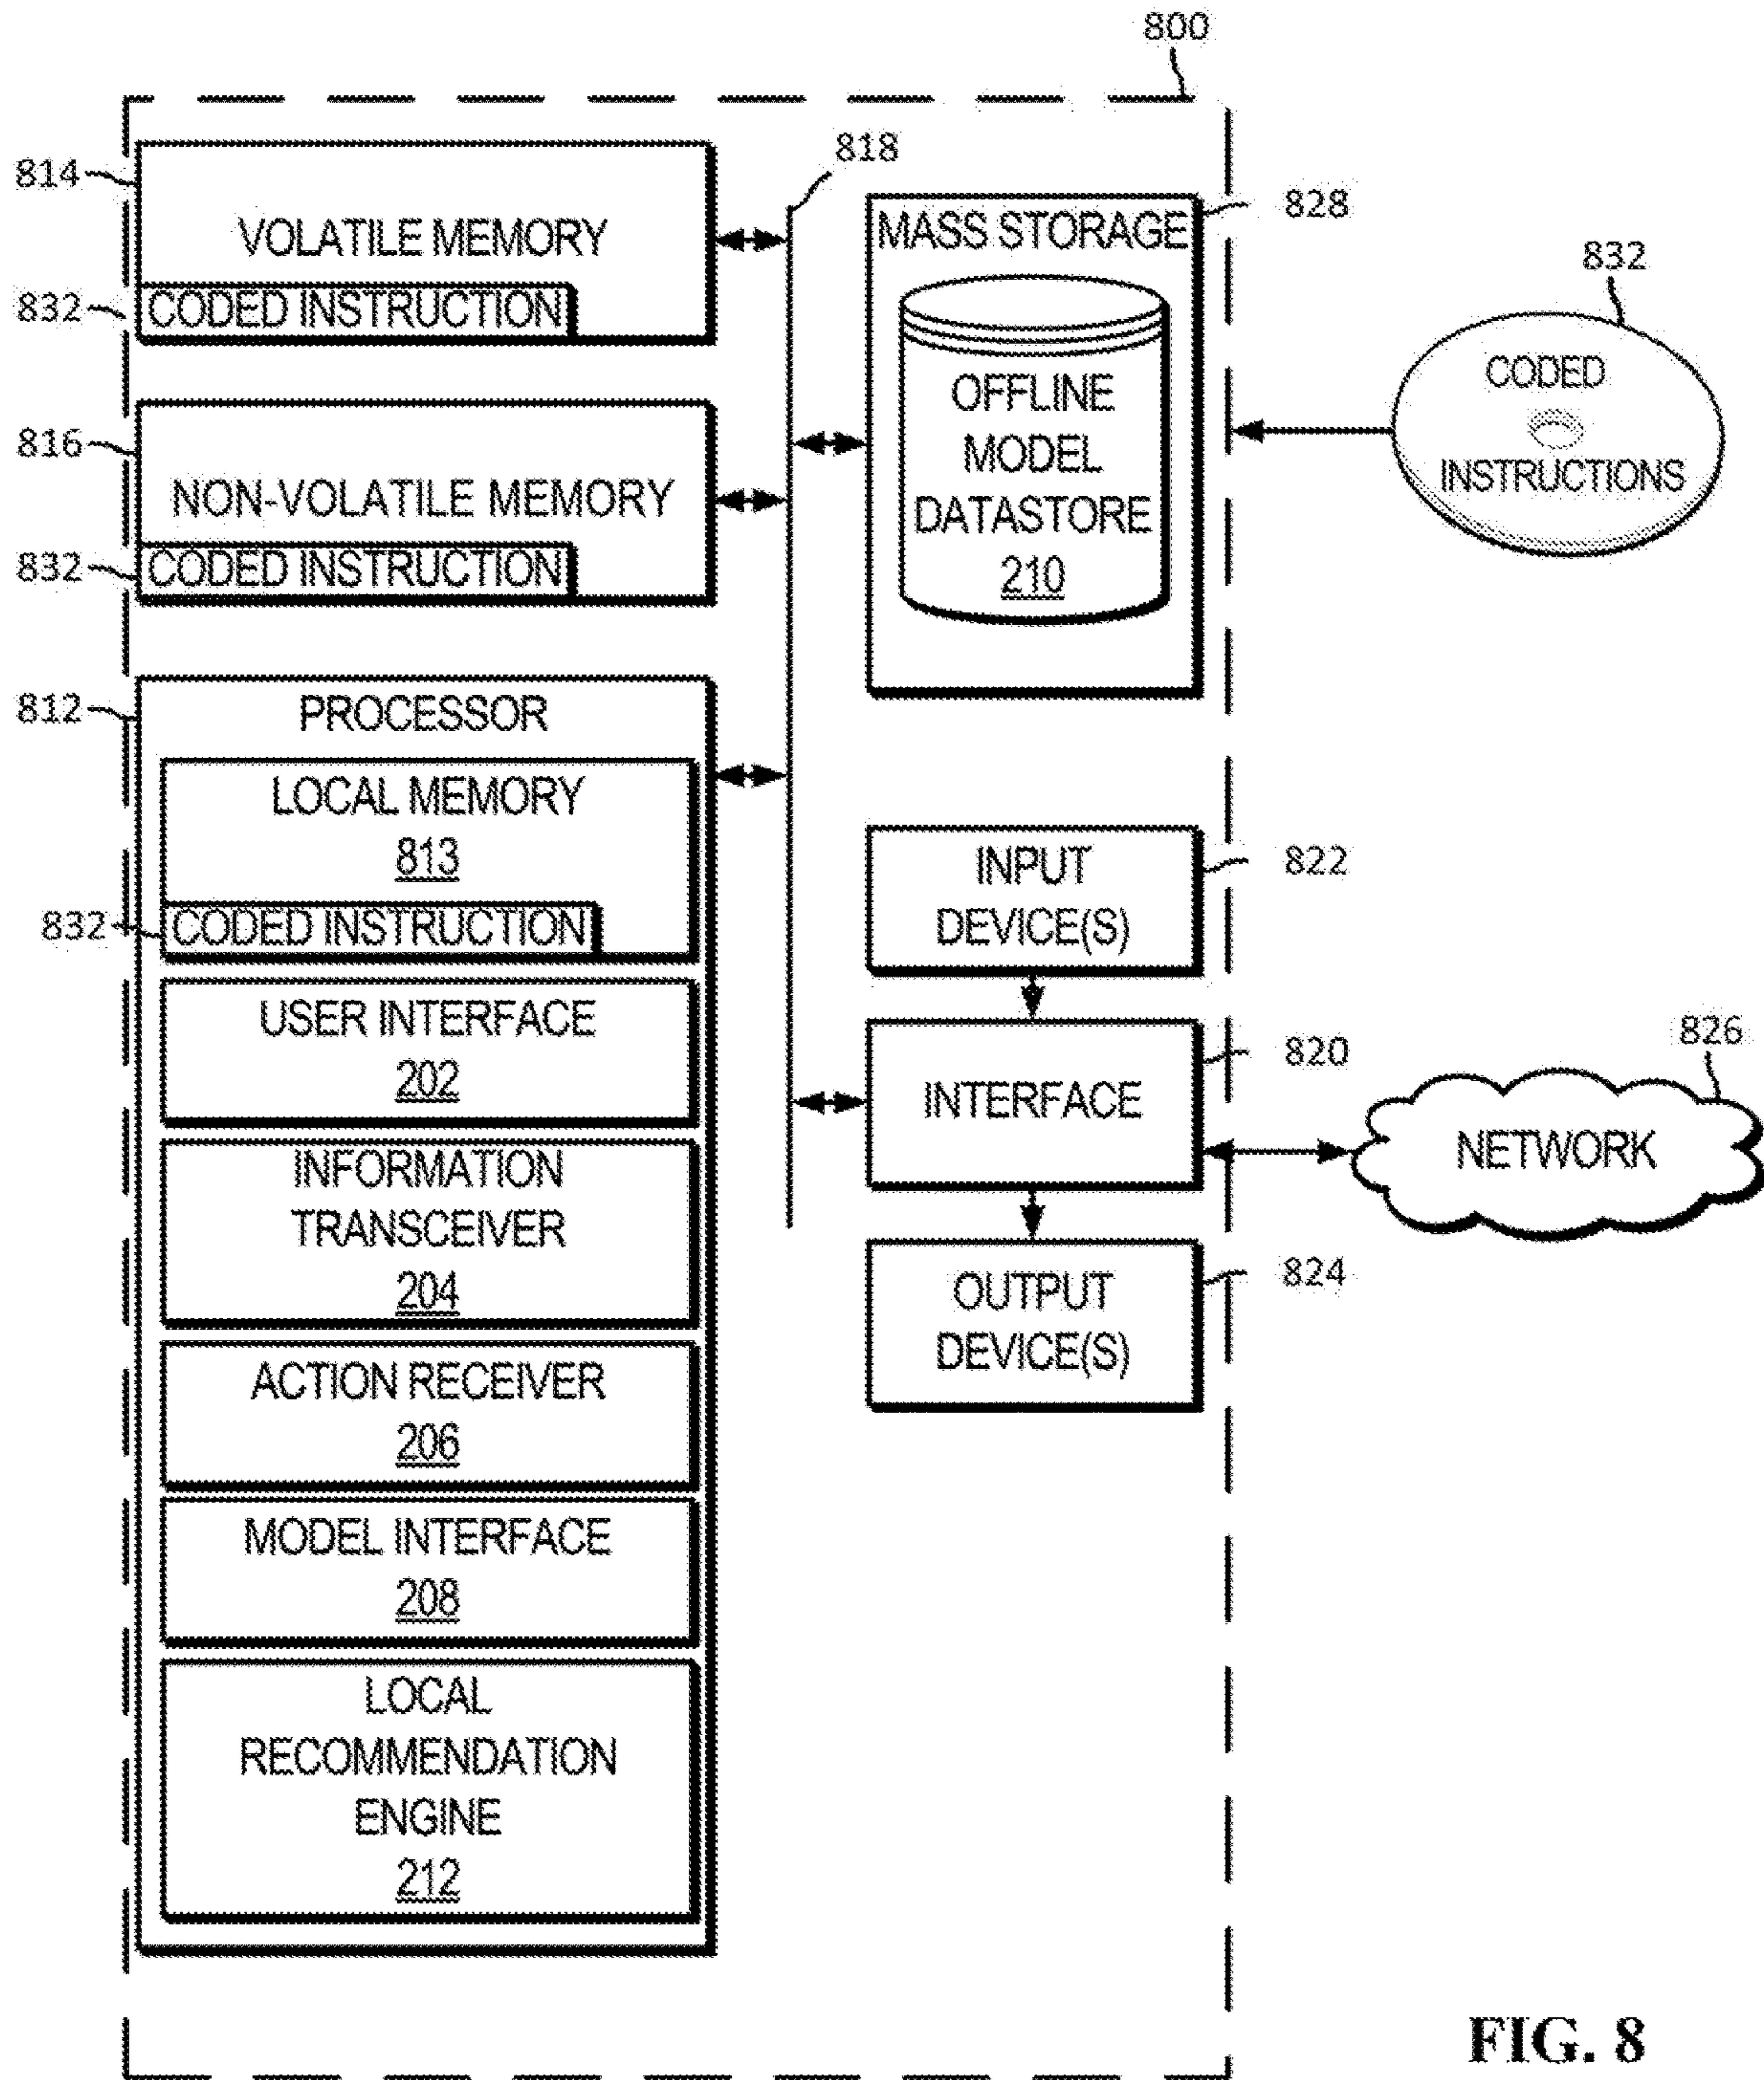 800
814
VOLATILE MEMORY
832
CODED INSTRUCTION
816
NON-VOLATILE MEMORY
832
CODED INSTRUCTION
812
PROCESSOR
LOCAL MEMORY
813
832
CODED INSTRUCTION
USER INTERFACE
202
INFORMATION
TRANSCEIVER
204
ACTION RECEIVER
206
MODEL INTERFACE
208
LOCAL
RECOMMENDATION
ENGINE
212
818
828
MASS STORAGE
OFFLINE
MODEL
DATASTORE
210
832
CODED
INSTRUCTIONS
822
INPUT
DEVICE(S)
820
INTERFACE
826
NETWORK
824
OUTPUT
DEVICE(S)
FIG. 8